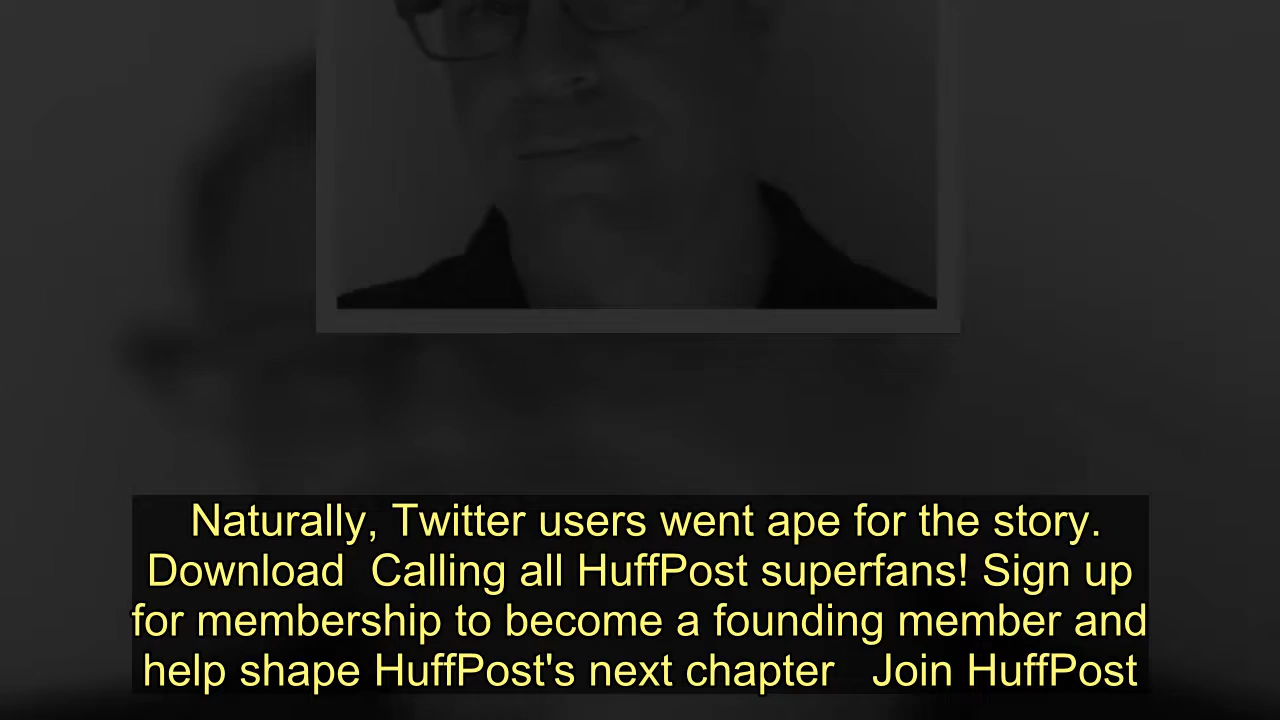 Naturally, Twitter users went ape for the story.
Download  Calling all HuffPost superfans! Sign up
for membership to become a founding member and
help shape HuffPost's next chapter   Join HuffPost